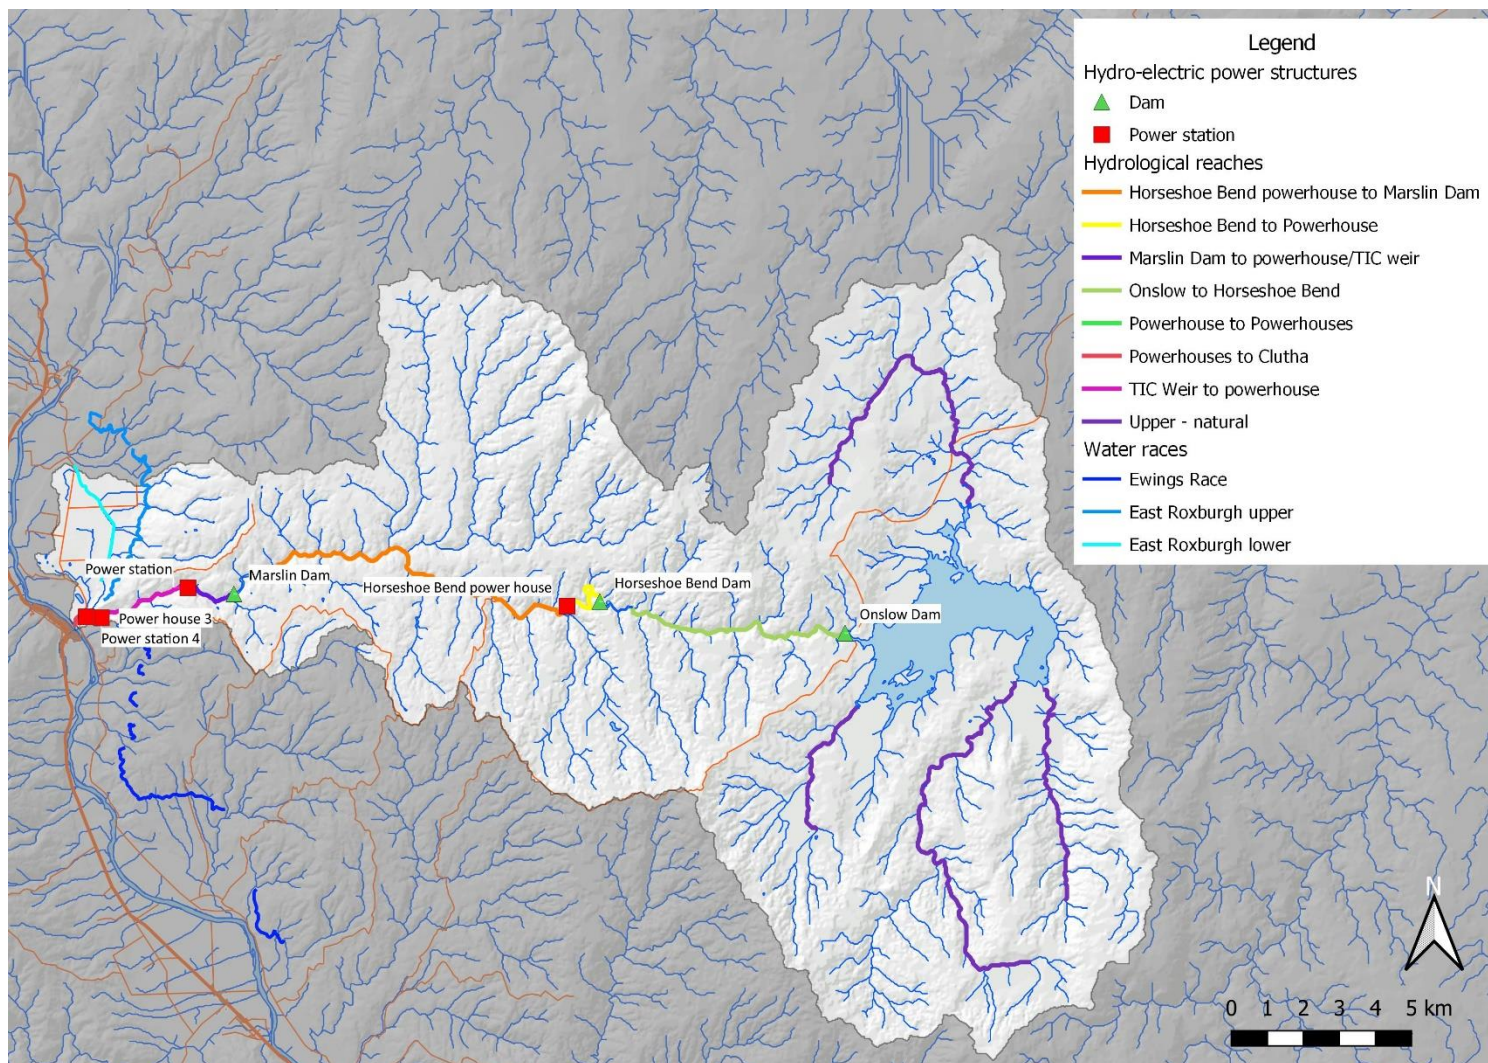 Legend
Hydro-electric power structures
Dam
Power station
Hydrological reaches
Horseshoe Bend powerhouse to Marslin Dam
Horseshoe Bend to Powerhouse
Marslin Dam to powerhouse/TIC weir
Onslow to Horseshoe Bend
Powerhouse to Powerhouses
Powerhouses to Clutha
TIC Weir to powerhouse
Upper - natural
Water races
Ewings Race
East Roxburgh upper
East Roxburgh lower
Power station
Marslin Dam
Horseshoe Bend power house
Horseshoe Bend Dam
Onslow Dam
Power house 3
Power station 4
N
0 1 2 3 4 5 km